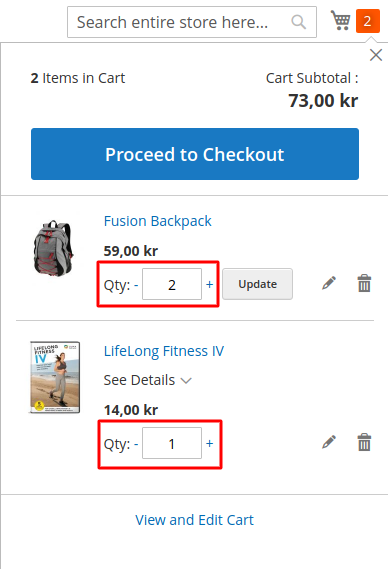 Search entire store here...
2
2 Items in Cart
Cart Subtotal :
73,00 kr
Proceed to Checkout
Fusion Backpack
59,00 kr
Qty: - 2 + Update
LIFELONG
FITNESS
IV
LifeLong Fitness IV
See Details
14,00 kr
Qty: - 1 +
View and Edit Cart